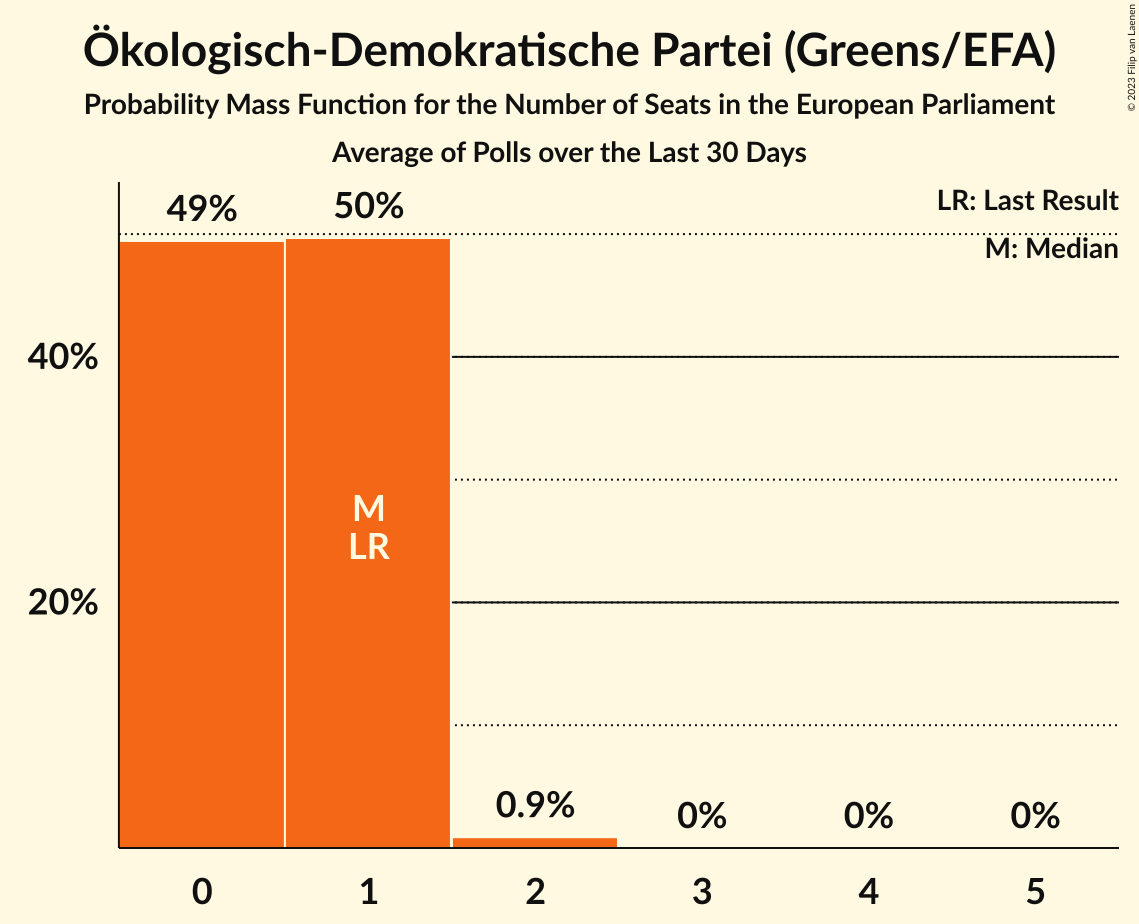 Ökologisch-Demokratische Partei (Greens/EFA)
Probability Mass Function for the Number of Seats in the European Parliament
Average of Polls over the Last 30 Days
© 2023 Filip van Laenen
LR: Last Result
M: Median
49%
50%
40%
20%
M
LR
0.9%
0%
0%
0%
0
1
2
3
4
5